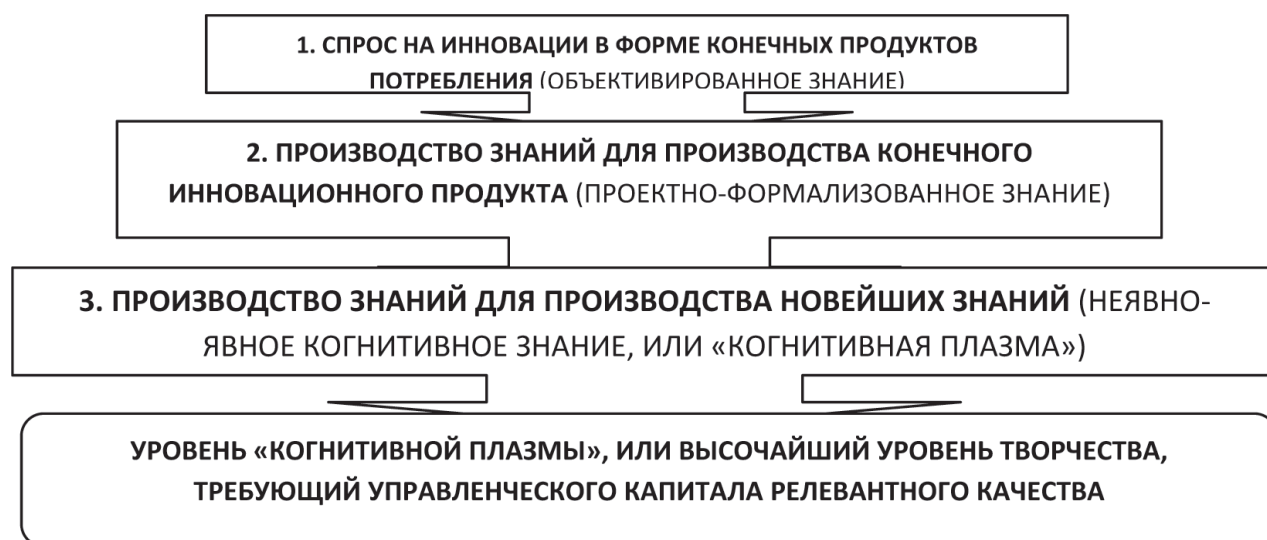 1. СПРОС НА ИННОВАЦИИ В ФОРМЕ КОНЕЧНЫХ ПРОДУКТОВ
ПОТРЕБЛЕНИЯ (ОБЪЕКТИВИРОВАННОЕ ЗНАНИЕ)
2. ПРОИЗВОДСТВО ЗНАНИЙ ДЛЯ ПРОИЗВОДСТВА КОНЕЧНОГО
ИННОВАЦИОННОГО ПРОДУКТА (ПРОЕКТНО-ФОРМАЛИЗОВАННОЕ ЗНАНИЕ)
3. ПРОИЗВОДСТВО ЗНАНИЙ ДЛЯ ПРОИЗВОДСТВА НОВЕЙШИХ ЗНАНИЙ (НЕЯВНО-
ЯВНОЕ КОГНИТИВНОЕ ЗНАНИЕ, ИЛИ «КОГНИТИВНАЯ ПЛАЗМА»)
УРОВЕНЬ «КОГНИТИВНОЙ ПЛАЗМЫ», ИЛИ ВЫСОЧАЙШИЙ УРОВЕНЬ ТВОРЧЕСТВА,
ТРЕБУЮЩИЙ УПРАВЛЕНЧЕСКОГО КАПИТАЛА РЕЛЕВАНТНОГО КАЧЕСТВА